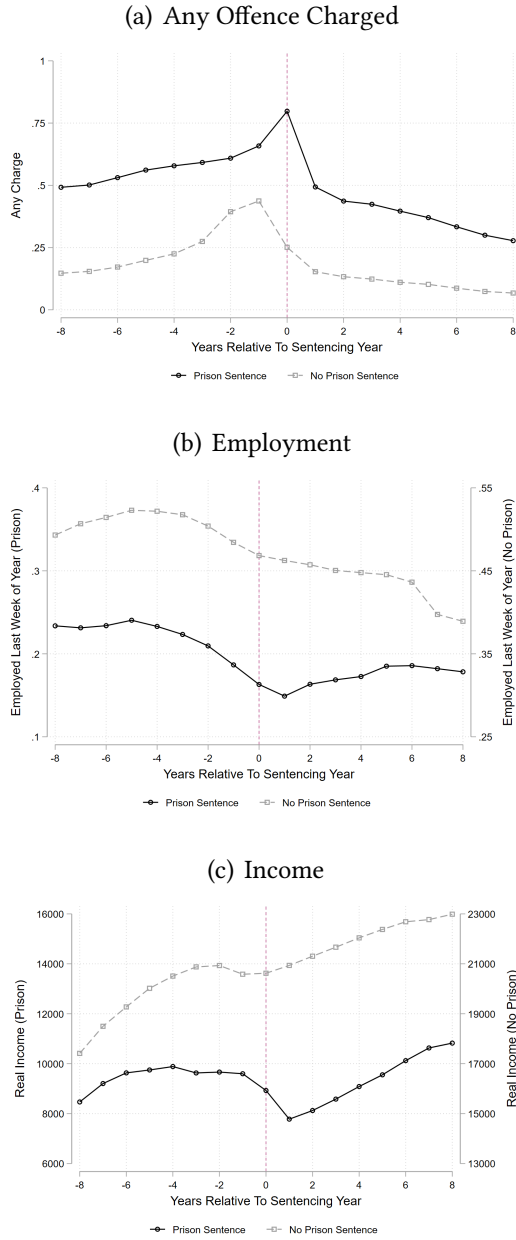 (a) Any Offence Charged
1
.75
.5
.25
0
Any Charge
-8 -6 -4 -2 0 2 4 6 8
Years Relative To Sentencing Year
Prison Sentence No Prison Sentence
(b) Employment
.4
.3
.2
.1
Employed Last Week of Year (Prison)
.55
.45
.35
.25
Employed Last Week of Year (No Prison)
-8 -6 -4 -2 0 2 4 6 8
Years Relative To Sentencing Year
Prison Sentence No Prison Sentence
(c) Income
16000
14000
12000
10000
8000
6000
Real Income (Prison)
23000
21000
19000
17000
15000
13000
Real Income (No Prison)
-8 -6 -4 -2 0 2 4 6 8
Years Relative To Sentencing Year
Prison Sentence No Prison Sentence